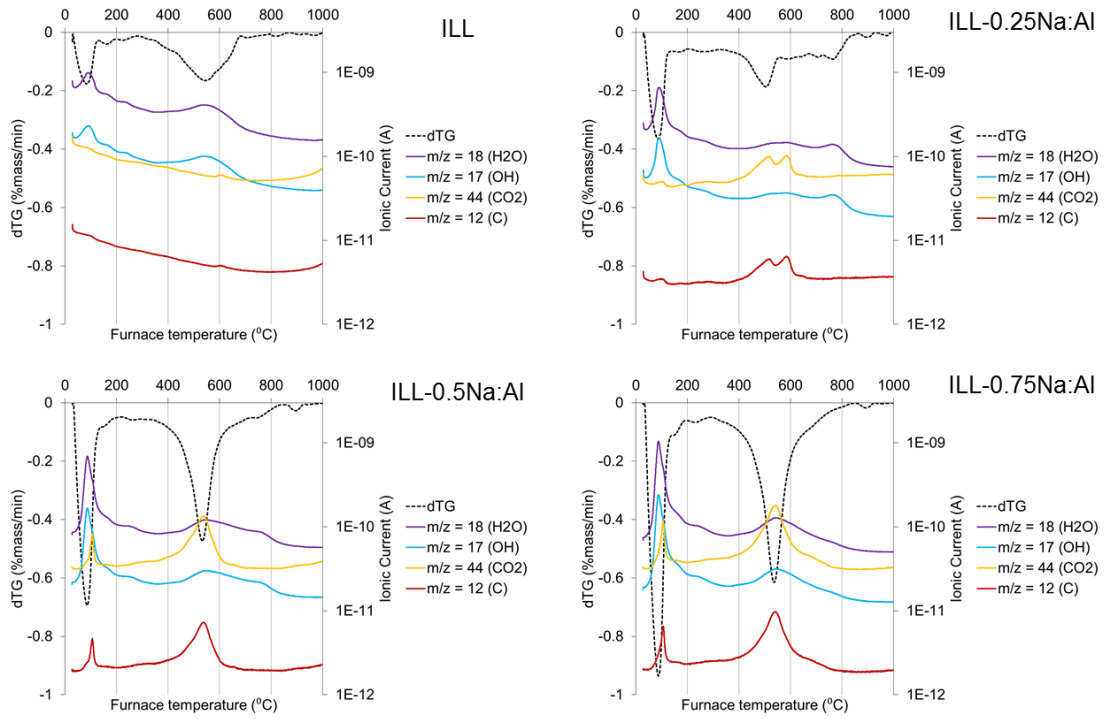 ILL
0 200 400 600 800 1000
0
-0.2
-0.4
-0.6
-0.8
-1
dTG (%mass/min)
1E-09
1E-10
1E-11
1E-12
Ionic Current (A)
Furnace temperature (⁰C)
dTG
m/z = 18 (H2O)
m/z = 17 (OH)
m/z = 44 (CO2)
m/z = 12 (C)
ILL-0.25Na:Al
0 200 400 600 800 1000
0
-0.2
-0.4
-0.6
-0.8
-1
dTG (%mass/min)
1E-09
1E-10
1E-11
1E-12
Ionic Current (A)
Furnace temperature (⁰C)
dTG
m/z = 18 (H2O)
m/z = 17 (OH)
m/z = 44 (CO2)
m/z = 12 (C)
ILL-0.5Na:Al
0 200 400 600 800 1000
0
-0.2
-0.4
-0.6
-0.8
-1
dTG (%mass/min)
1E-09
1E-10
1E-11
1E-12
Ionic Current (A)
Furnace temperature (⁰C)
dTG
m/z = 18 (H2O)
m/z = 17 (OH)
m/z = 44 (CO2)
m/z = 12 (C)
ILL-0.75Na:Al
0 200 400 600 800 1000
0
-0.2
-0.4
-0.6
-0.8
-1
dTG (%mass/min)
1E-09
1E-10
1E-11
1E-12
Ionic Current (A)
Furnace temperature (⁰C)
dTG
m/z = 18 (H2O)
m/z = 17 (OH)
m/z = 44 (CO2)
m/z = 12 (C)